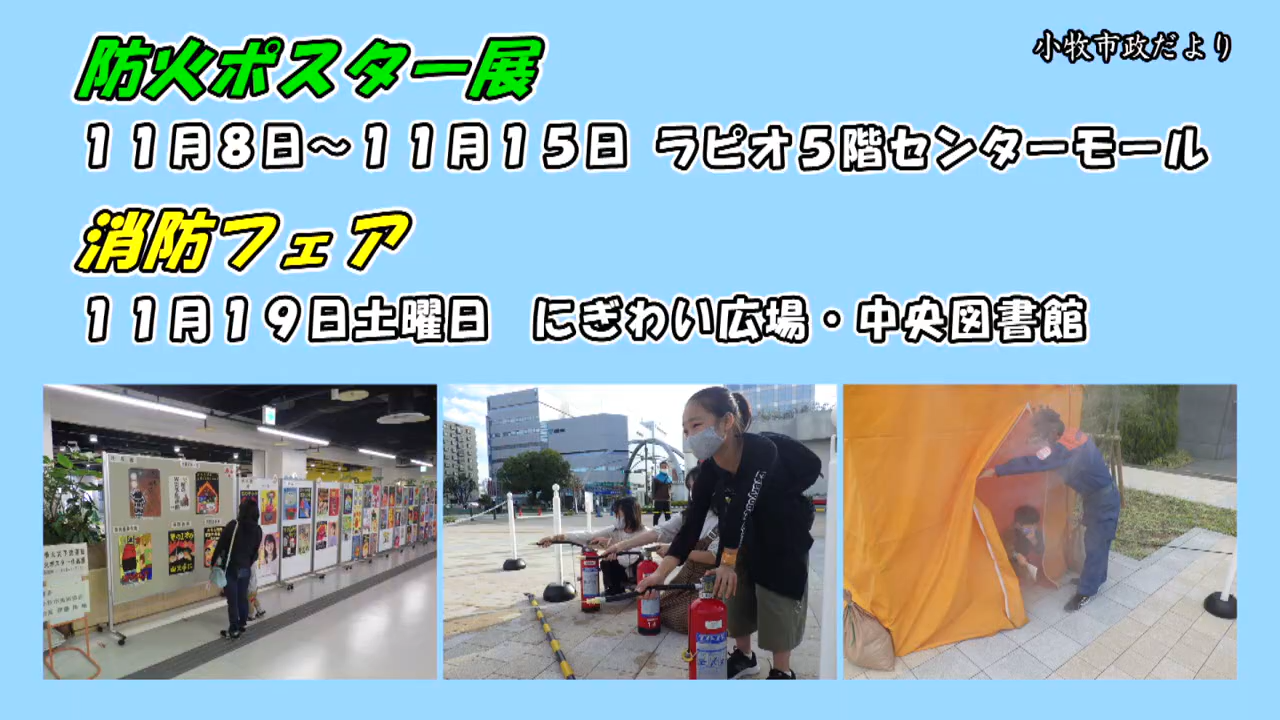 小牧市政だより
防火ポスター展
１１月８日～１１月１５日 ラピオ５階センターモール
消防フェア
１１月１９日土曜日　にぎわい広場・中央図書館